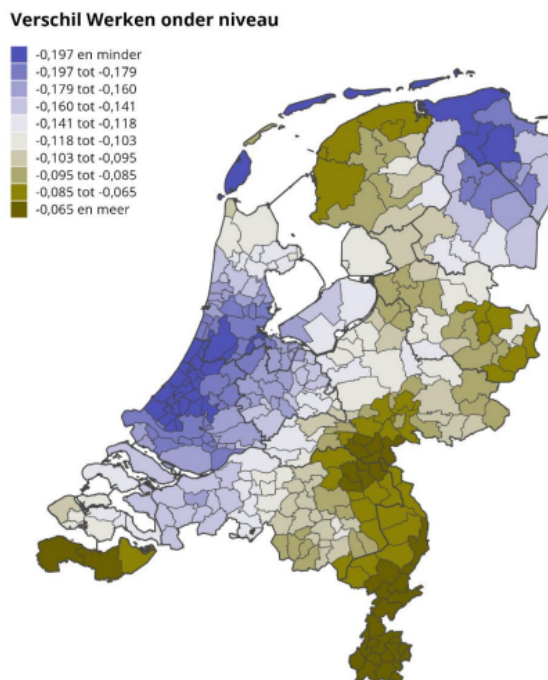 Verschil Werken onder niveau
-0,197 en minder
-0,197 tot -0,179
-0,179 tot -0,160
-0,160 tot -0,141
-0,141 tot -0,118
-0,118 tot -0,103
-0,103 tot -0,095
-0,095 tot -0,085
-0,085 tot -0,065
-0,065 en meer